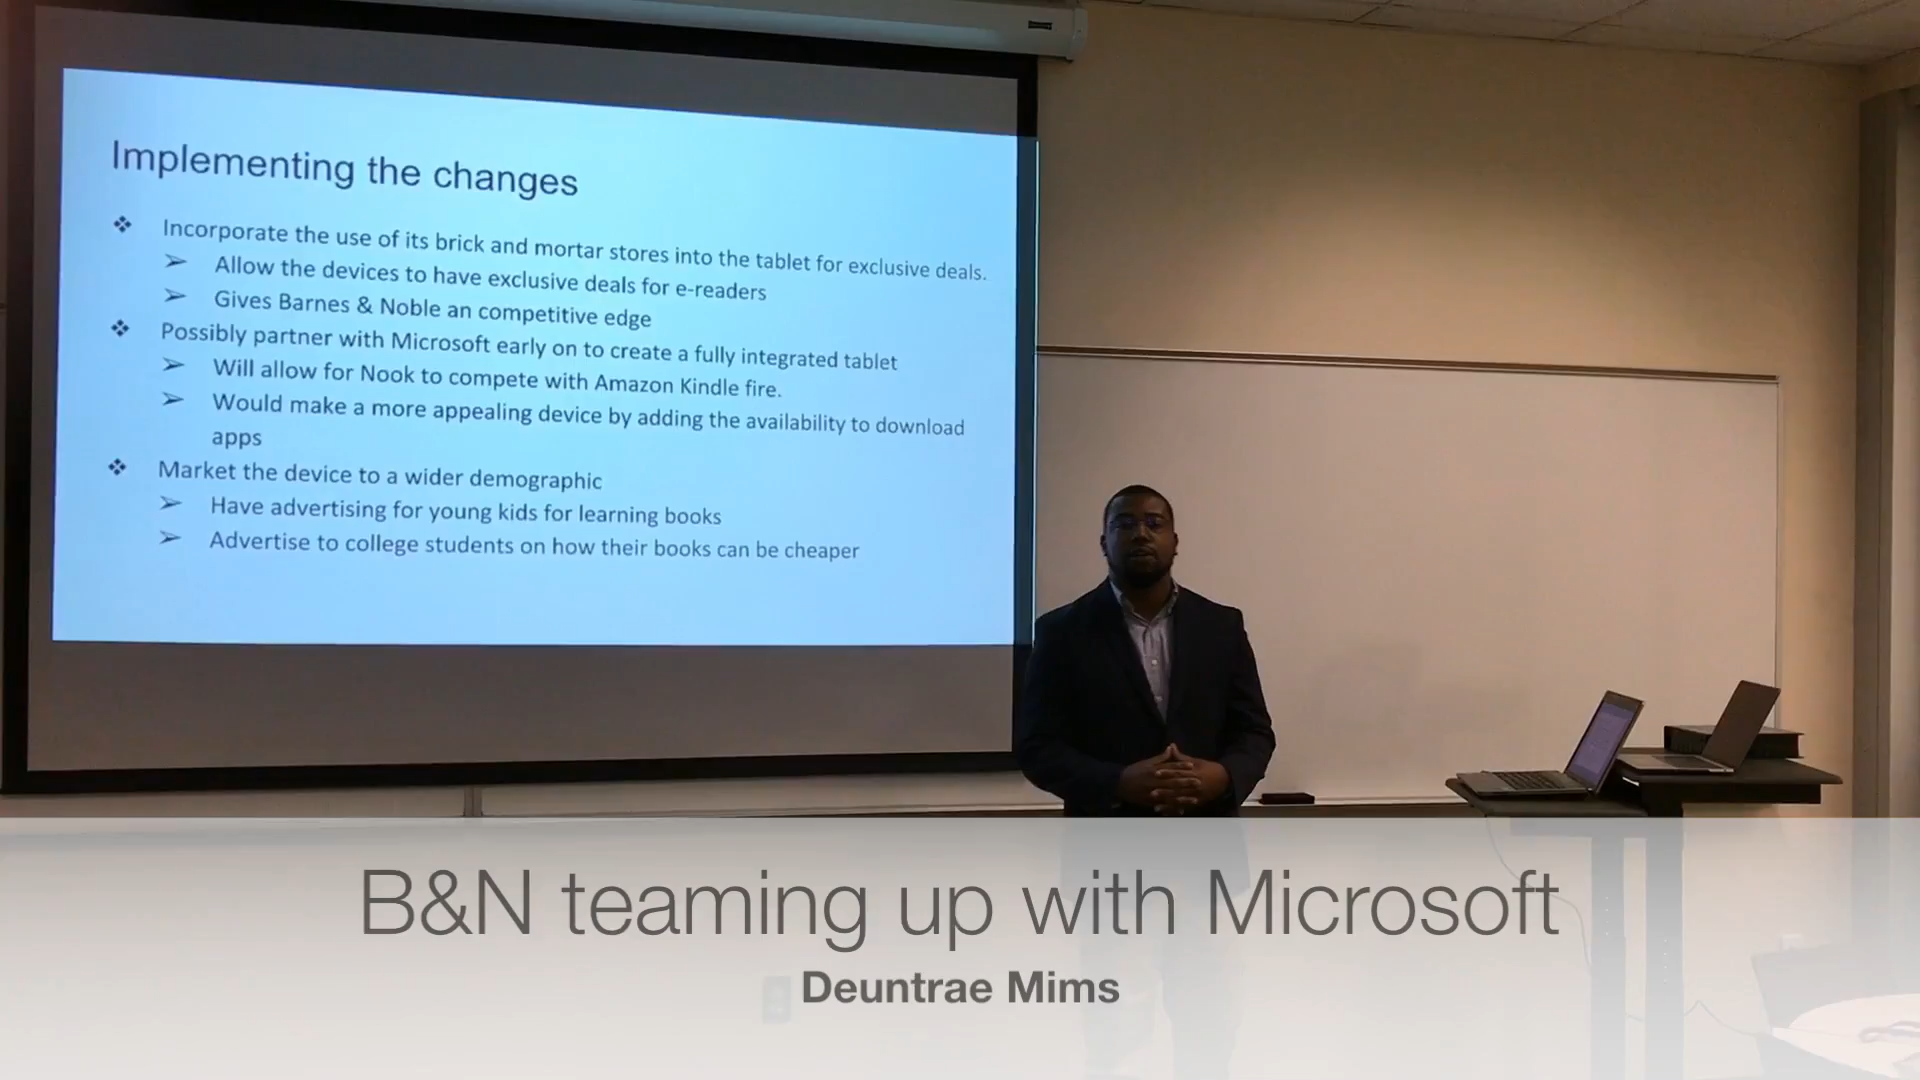 Implementing the changes
❖ Incorporate the use of its brick and mortar stores into the tablet for exclusive deals.
➢ Allow the devices to have exclusive deals for e-readers
➢ Gives Barnes & Noble an competitive edge
❖ Possibly partner with Microsoft early on to create a fully integrated tablet
➢ Will allow for Nook to compete with Amazon Kindle fire.
➢ Would make a more appealing device by adding the availability to download
apps
❖ Market the device to a wider demographic
➢ Have advertising for young kids for learning books
➢ Advertise to college students on how their books can be cheaper
B&N teaming up with Microsoft
Deuntrae Mims